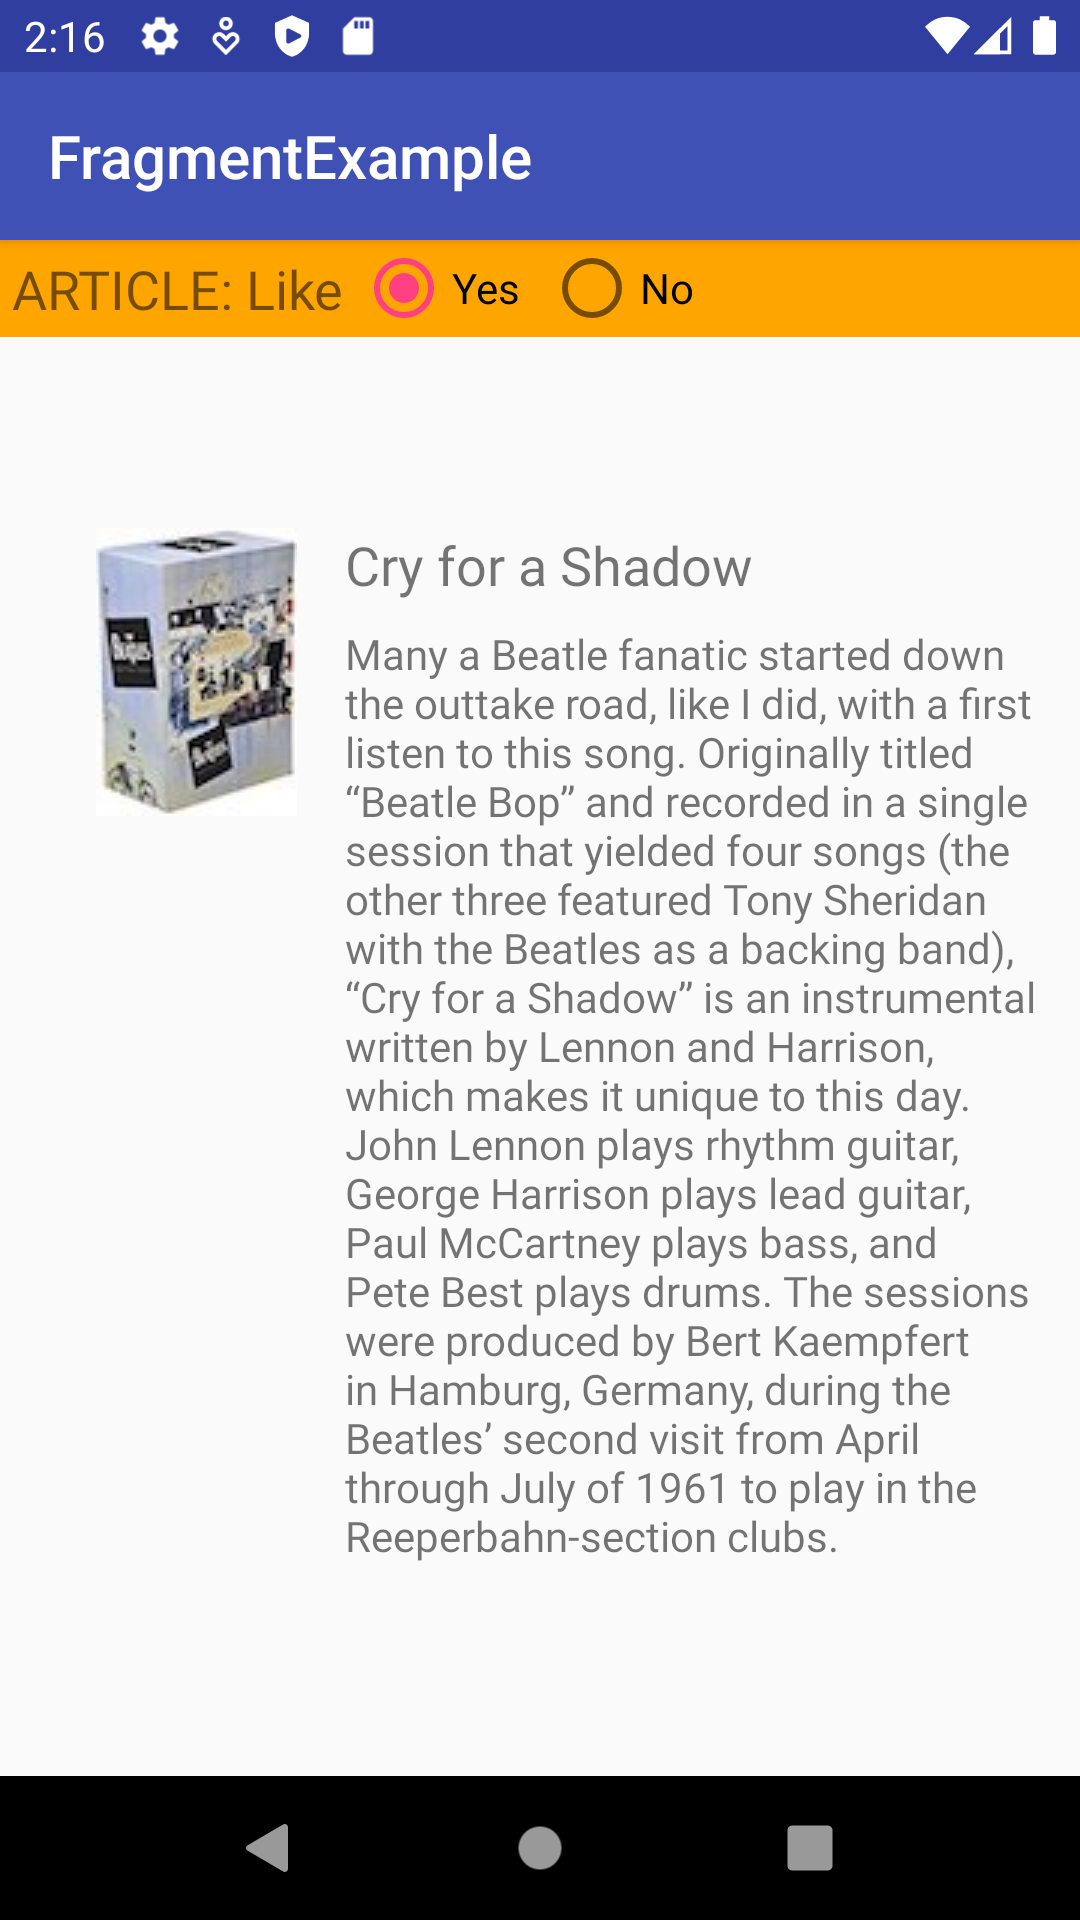 2:16
FragmentExample
ARTICLE: Like Yes No
Cry for a Shadow
Many a Beatle fanatic started down
the outtake road, like I did, with a first
listen to this song. Originally titled
“Beatle Bop” and recorded in a single
session that yielded four songs (the
other three featured Tony Sheridan
with the Beatles as a backing band),
“Cry for a Shadow” is an instrumental
written by Lennon and Harrison,
which makes it unique to this day.
John Lennon plays rhythm guitar,
George Harrison plays lead guitar,
Paul McCartney plays bass, and
Pete Best plays drums. The sessions
were produced by Bert Kaempfert
in Hamburg, Germany, during the
Beatles’ second visit from April
through July of 1961 to play in the
Reeperbahn-section clubs.